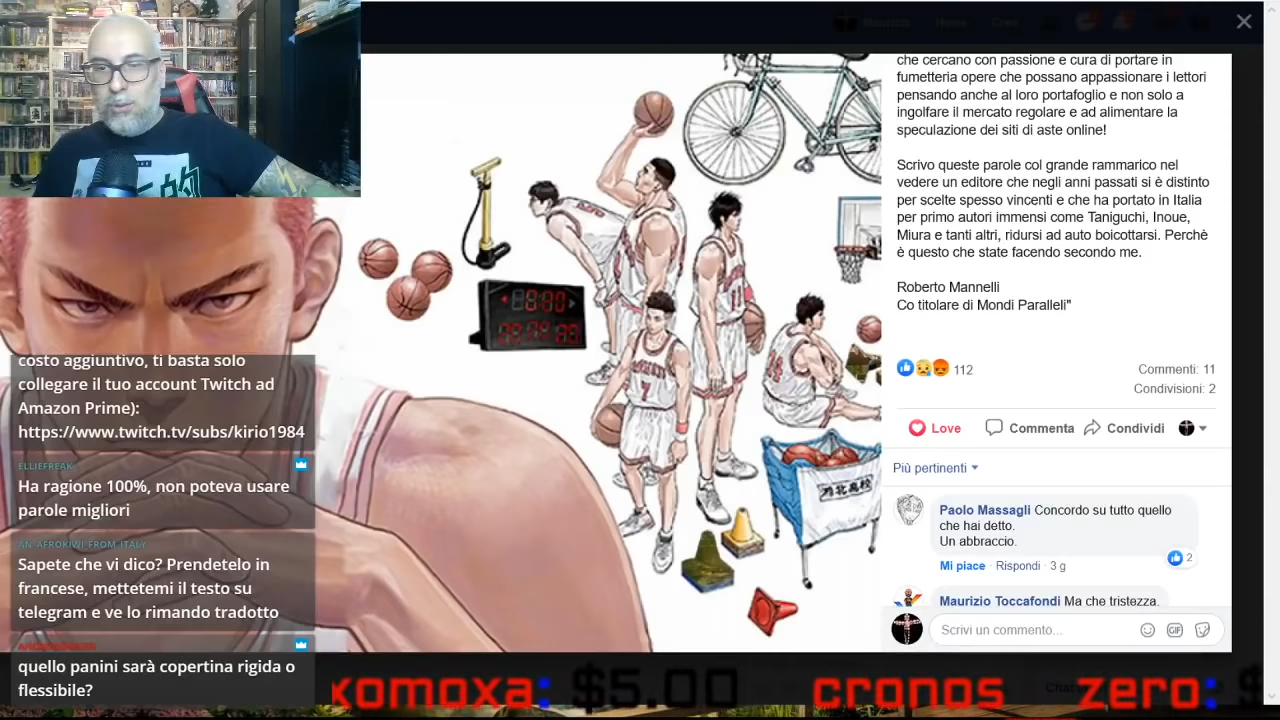 che cercano con passione e cura di portare in
fumetteria opere che possano appassionare i lettori
pensando anche al loro portafoglio e non solo a
ingolfare il mercato regolare e ad alimentare la
speculazione dei siti di aste online!
Scrivo queste parole col grande rammarico nel
vedere un editore che negli anni passati si è distinto
per scelte spesso vincenti e che ha portato in Italia
per primo autori immensi come Taniguchi, Inoue,
Miura e tanti altri, ridursi ad auto boicottarsi. Perchè
è questo che state facendo secondo me.
Roberto Mannelli
Co titolare di Mondi Paralleli"
112
Commenti: 11
Condivisioni: 2
Love
Commenta
Condividi
Più pertinenti
Paolo Massagli Concordo su tutto quello
che hai detto.
Un abbraccio.
2
Mi piace · Rispondi · 3 g
Maurizio Toccafondi Ma che tristezza.
Scrivi un commento...
GIF
costo aggiuntivo, ti basta solo
collegare il tuo account Twitch ad
Amazon Prime):
https://www.twitch.tv/subs/kirio1984
ELLIEFREAK
Ha ragione 100%, non poteva usare
parole migliori
AN AFROKIWI FROM ITALY
Sapete che vi dico? Prendetelo in
francese, mettetemi il testo su
telegram e ve lo rimando tradotto
quello panini sarà copertina rigida o
flessibile?
7
湘北高校
komoxa: $5.00 cronos zero: $